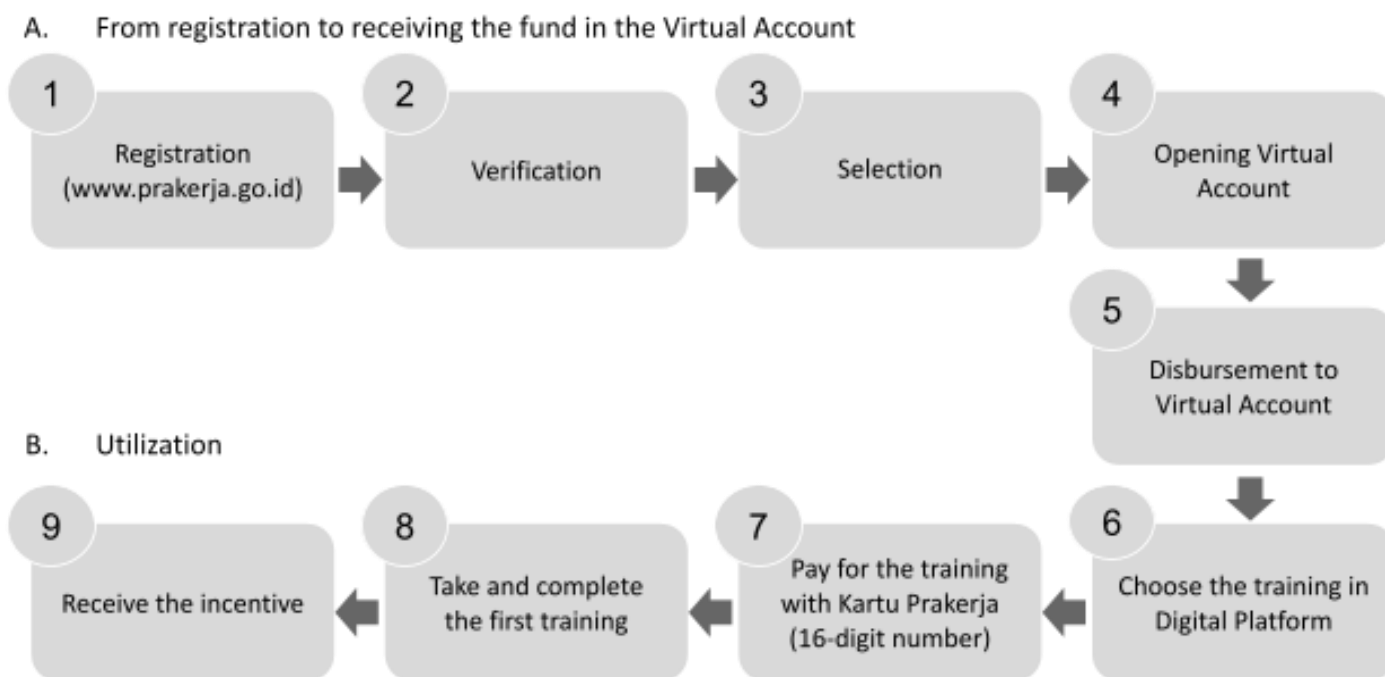 A. From registration to receiving the fund in the Virtual Account
1
Registration
(www.prakerja.go.id)
2
Verification
3
Selection
4
Opening Virtual
Account
5
Disbursement to
Virtual Account
B. Utilization
6
Choose the training in
Digital Platform
7
Pay for the training
with Kartu Prakerja
(16-digit number)
8
Take and complete
the first training
9
Receive the incentive